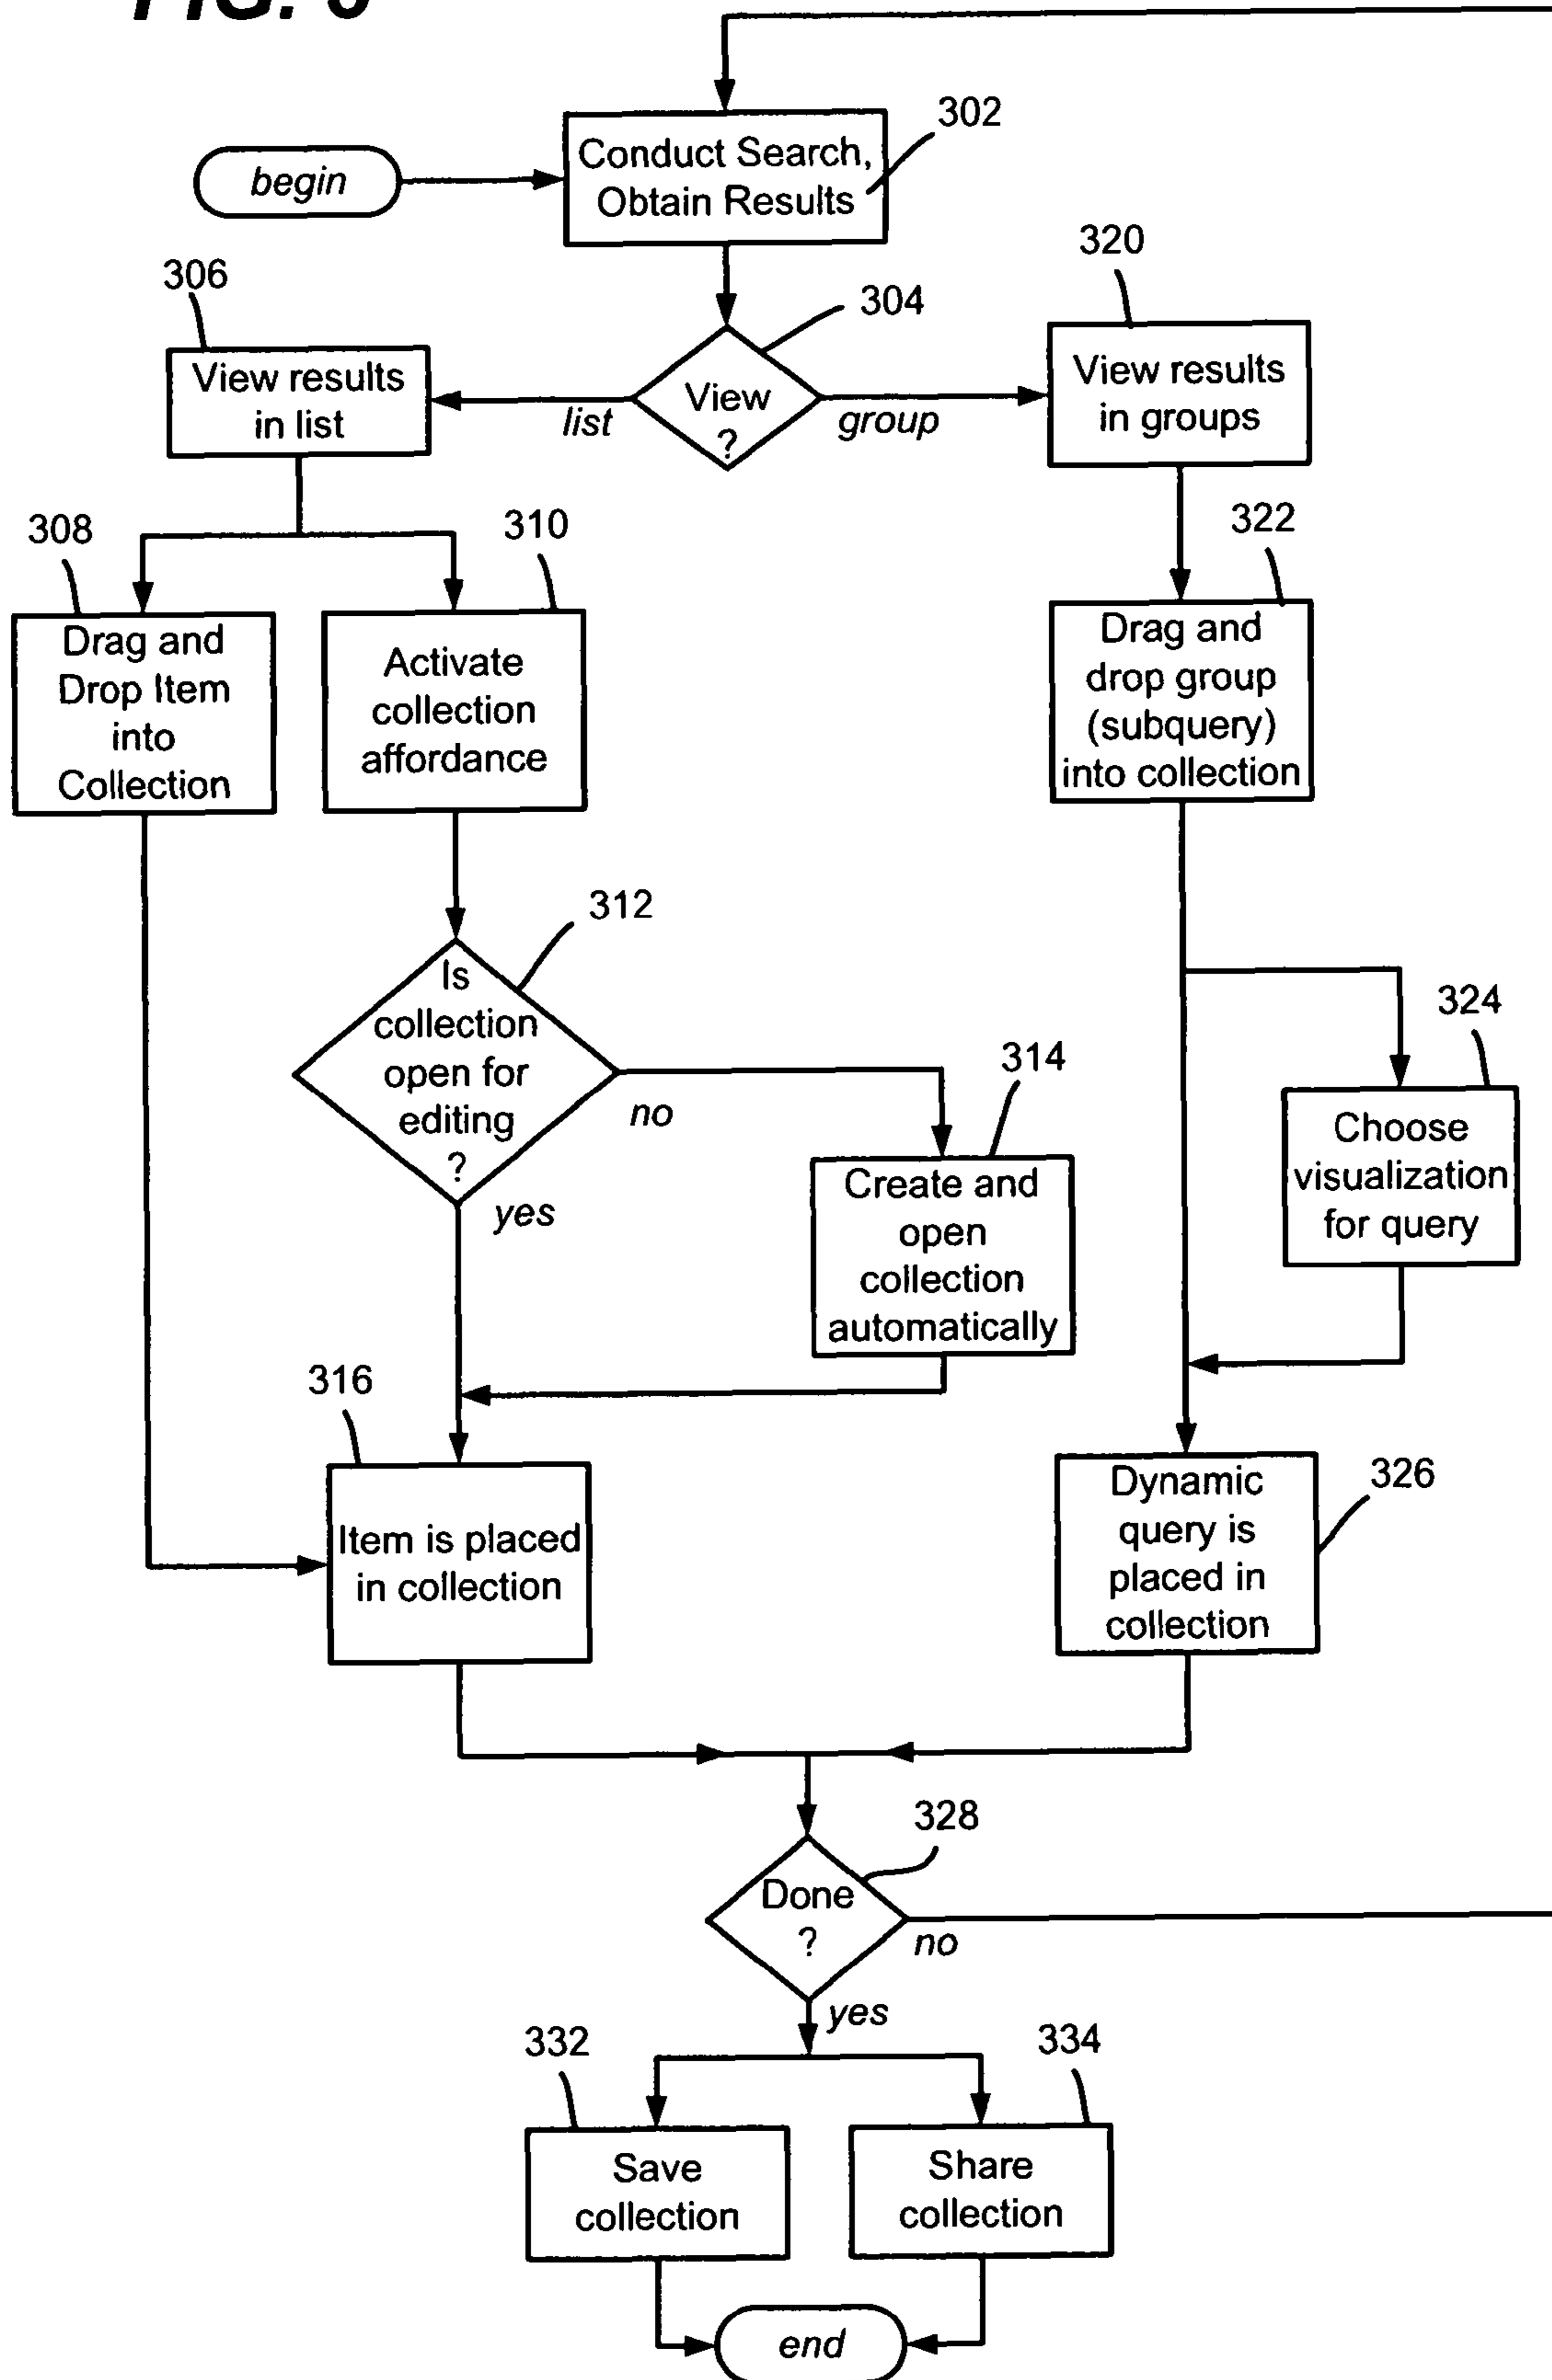 FIG.
302
Conduct Search,
Obtain Results
begin
320
306
304
View results
in list
View
?
list
group
View results
in groups
308
310
322
Drag and
Drop Item
into
Collection
Activate
collection
affordance
Drag and
drop group
(subquery)
into collection
312
Is
collection
open for
editing
?
no
yes
314
Create and
open
collection
automatically
324
Choose
visualization
for query
316
Item is placed
in collection
326
Dynamic
query is
placed in
collection
328
Done
?
no
yes
332
334
Save
collection
Share
collection
end